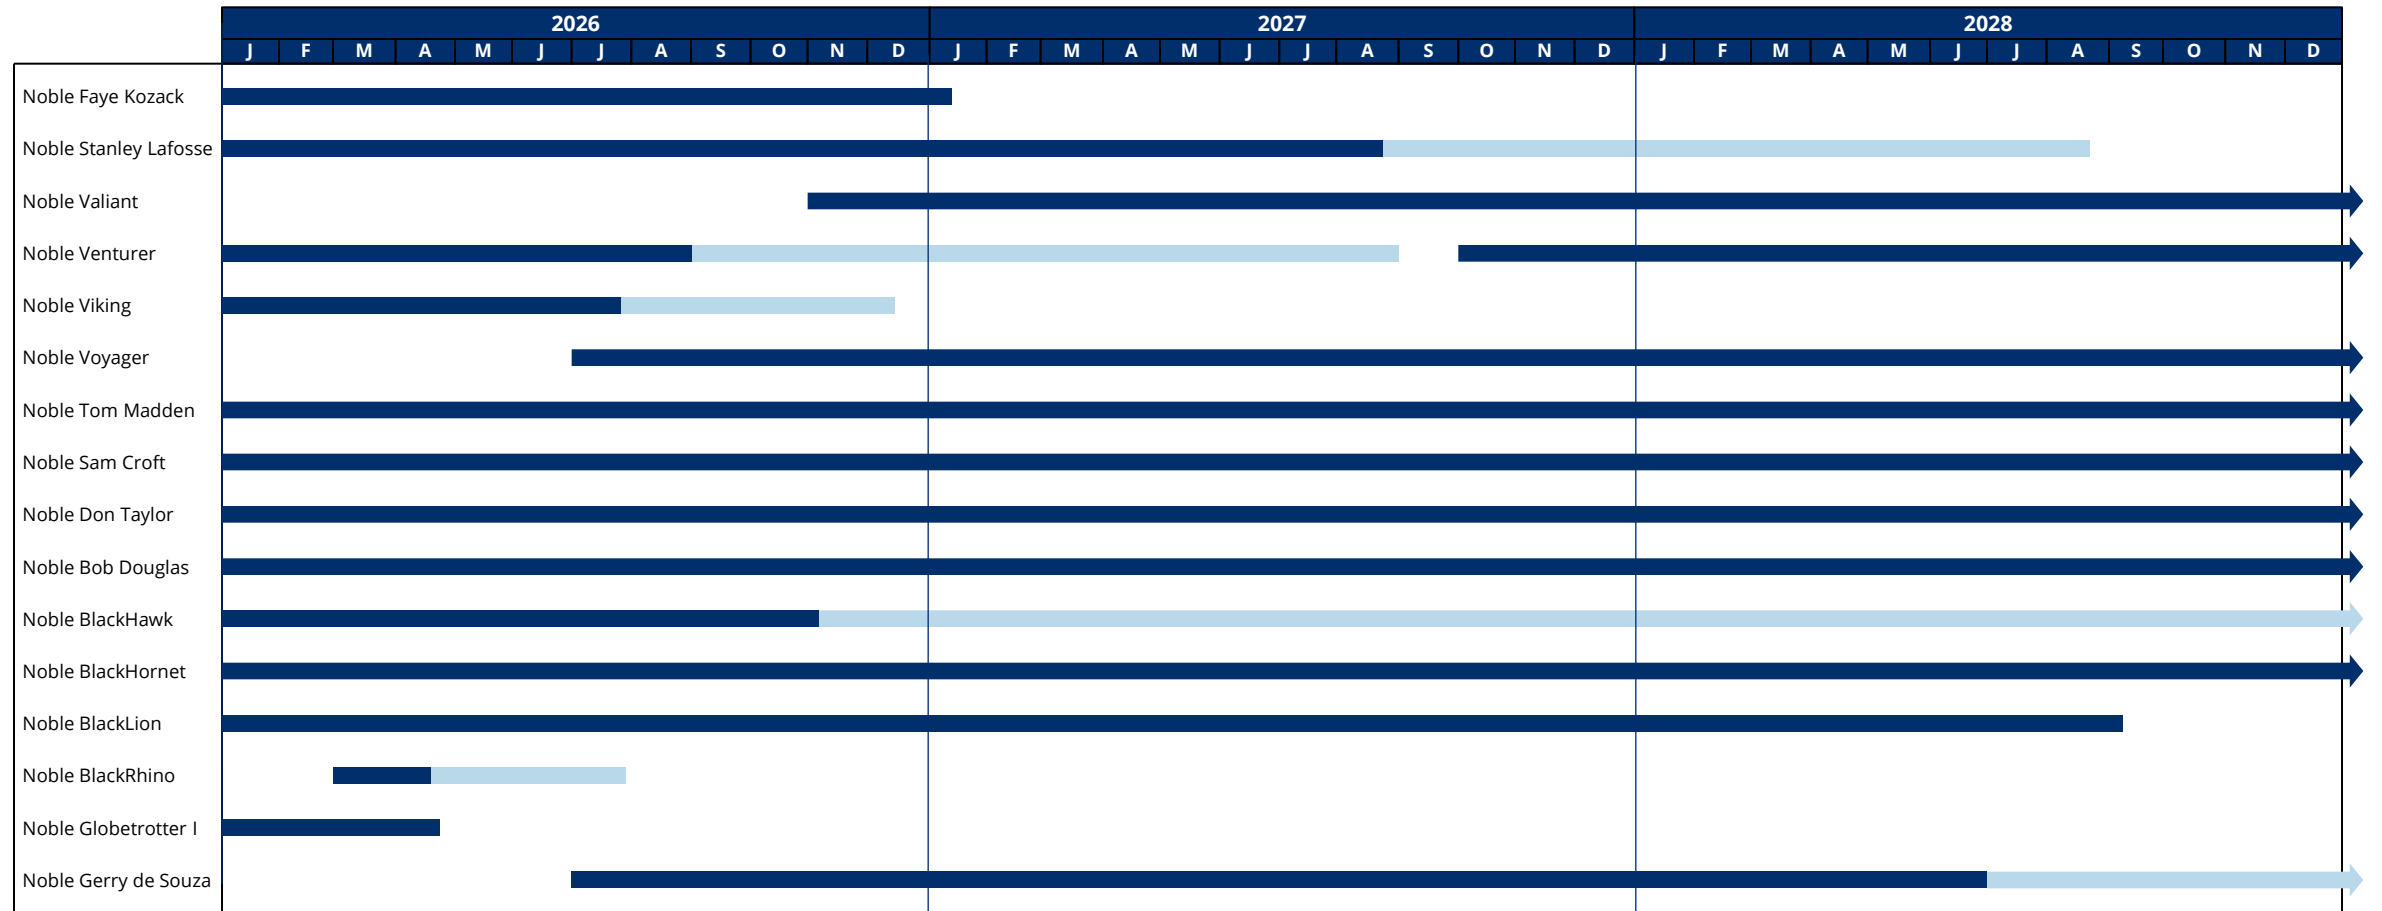 2026 2027 2028
J F M A M J J A S O N D J F M A M J J A S O N D J F M A M J J A S O N D
Noble Faye Kozack
Noble Stanley Lafosse
Noble Valiant
Noble Venturer
Noble Viking
Noble Voyager
Noble Tom Madden
Noble Sam Croft
Noble Don Taylor
Noble Bob Douglas
Noble BlackHawk
Noble BlackHornet
Noble BlackLion
Noble BlackRhino
Noble Globetrotter I
Noble Gerry de Souza